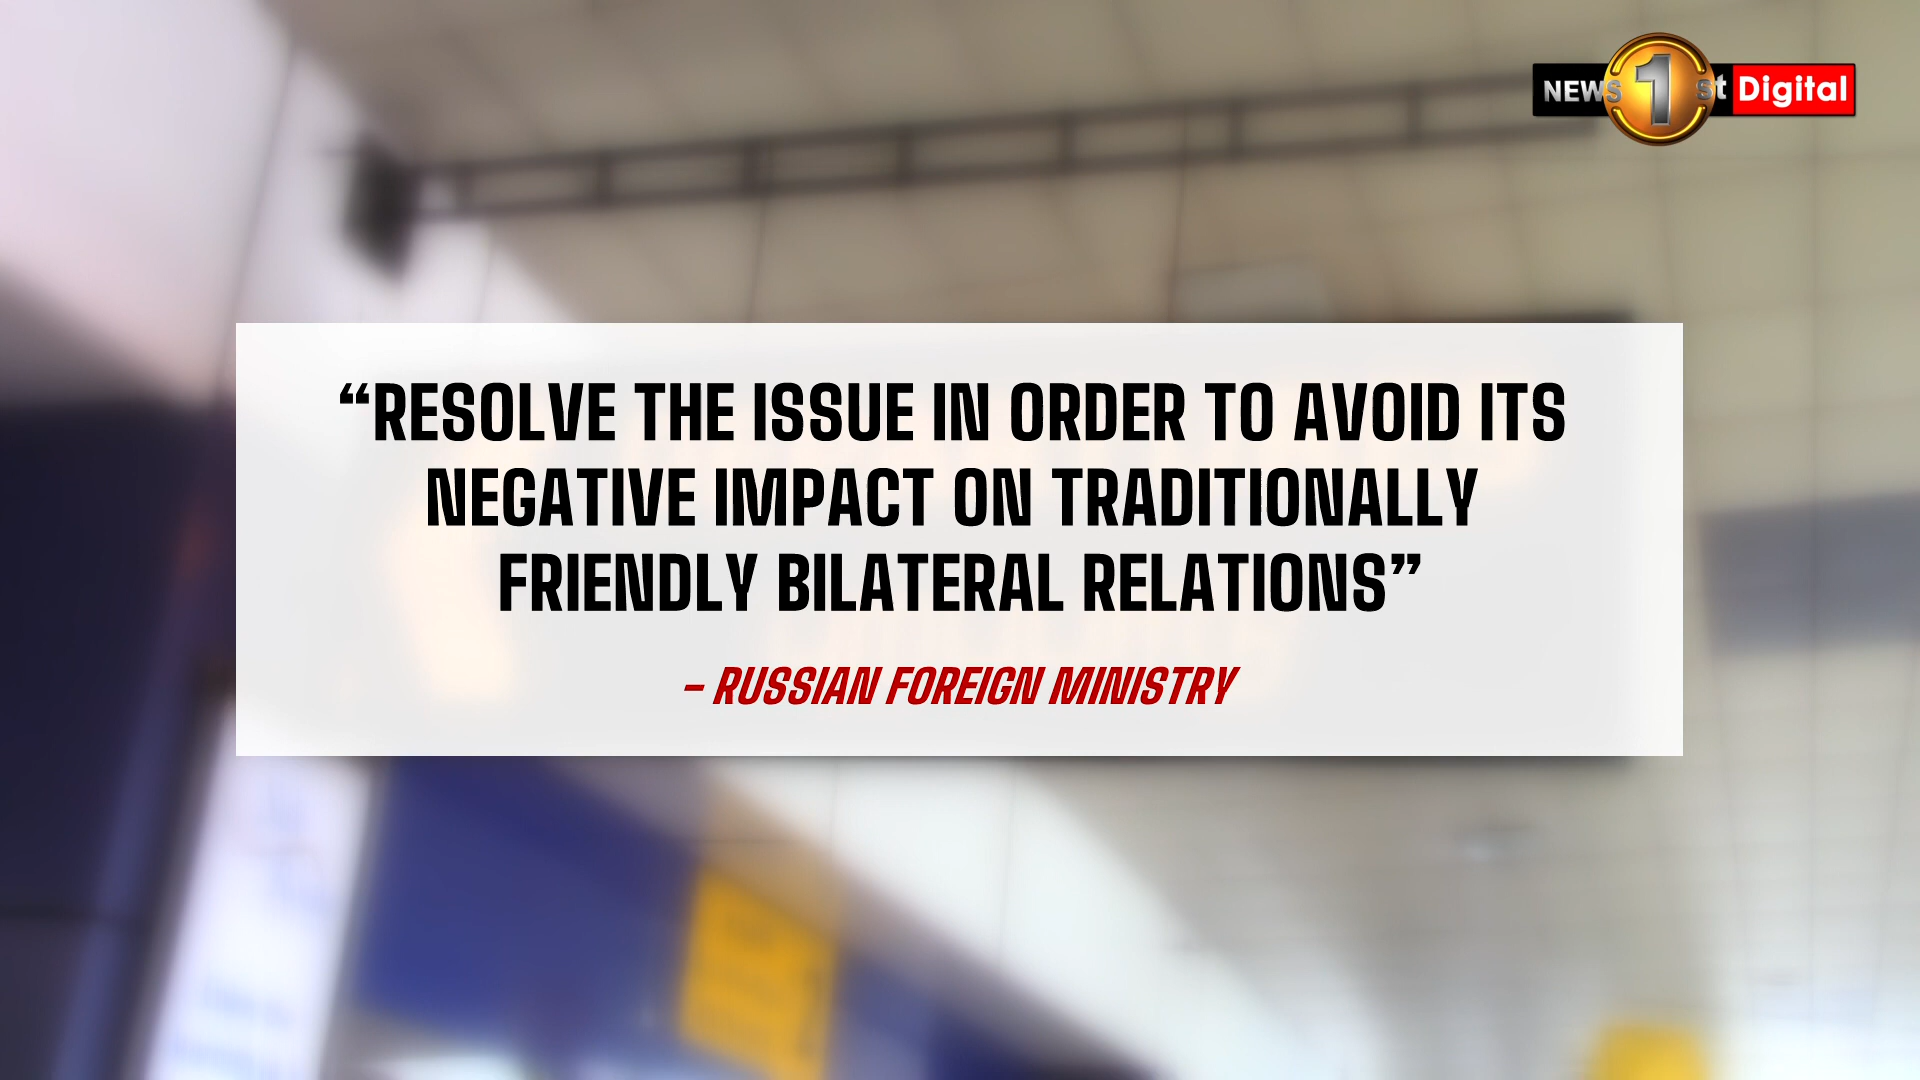 NEWS 1st Digital
“RESOLVE THE ISSUE IN ORDER TO AVOID ITS
NEGATIVE IMPACT ON TRADITIONALLY
FRIENDLY BILATERAL RELATIONS”
– RUSSIAN FOREIGN MINISTRY